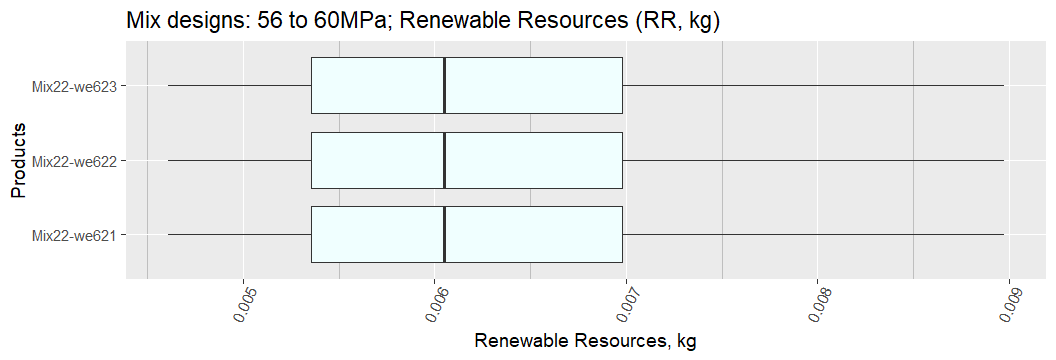 Mix designs: 56 to 60MPa; Renewable Resources (RR, kg)
Products
Mix22-we623
Mix22-we622
Mix22-we621
0.005
0.006
0.007
0.008
0.009
Renewable Resources, kg